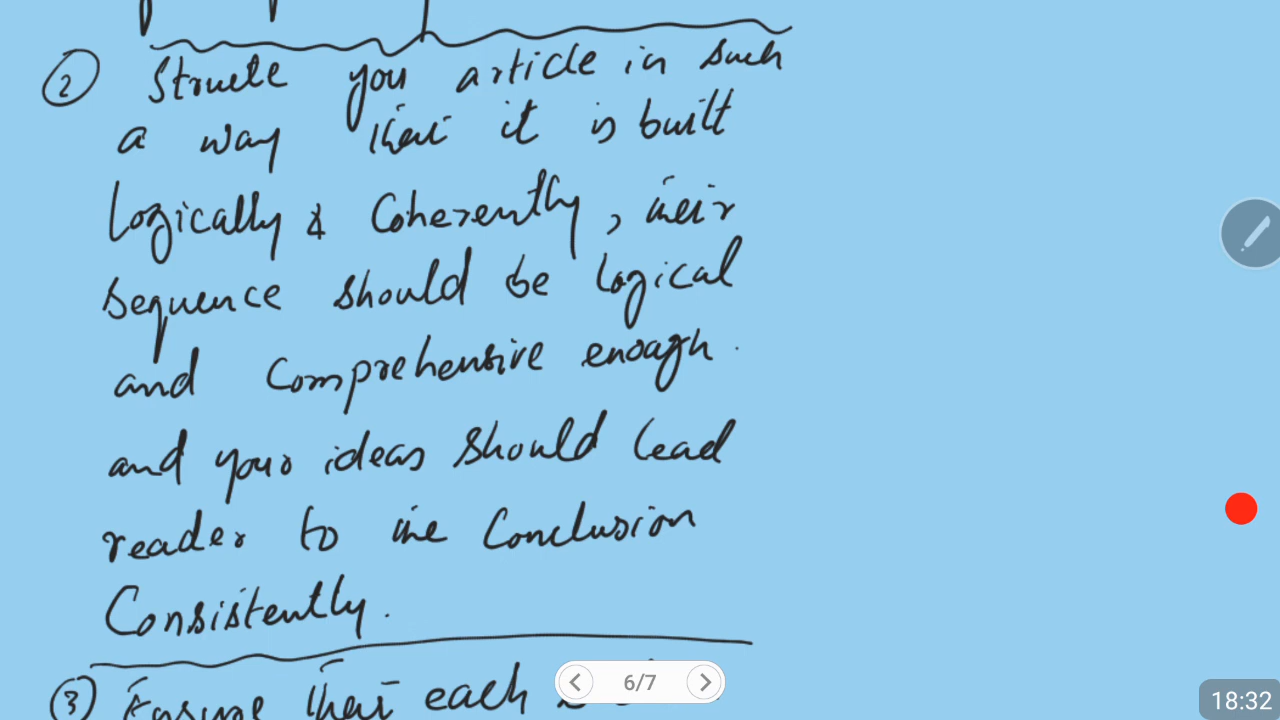 ② Structe you article in such
a way that it is built
logically & Coherently, their
sequence should be logical
and comprehensive enough.
and your ideas should lead
reader to the Conclusion
Consistently.
③ Ensure that each
6/7
18:32